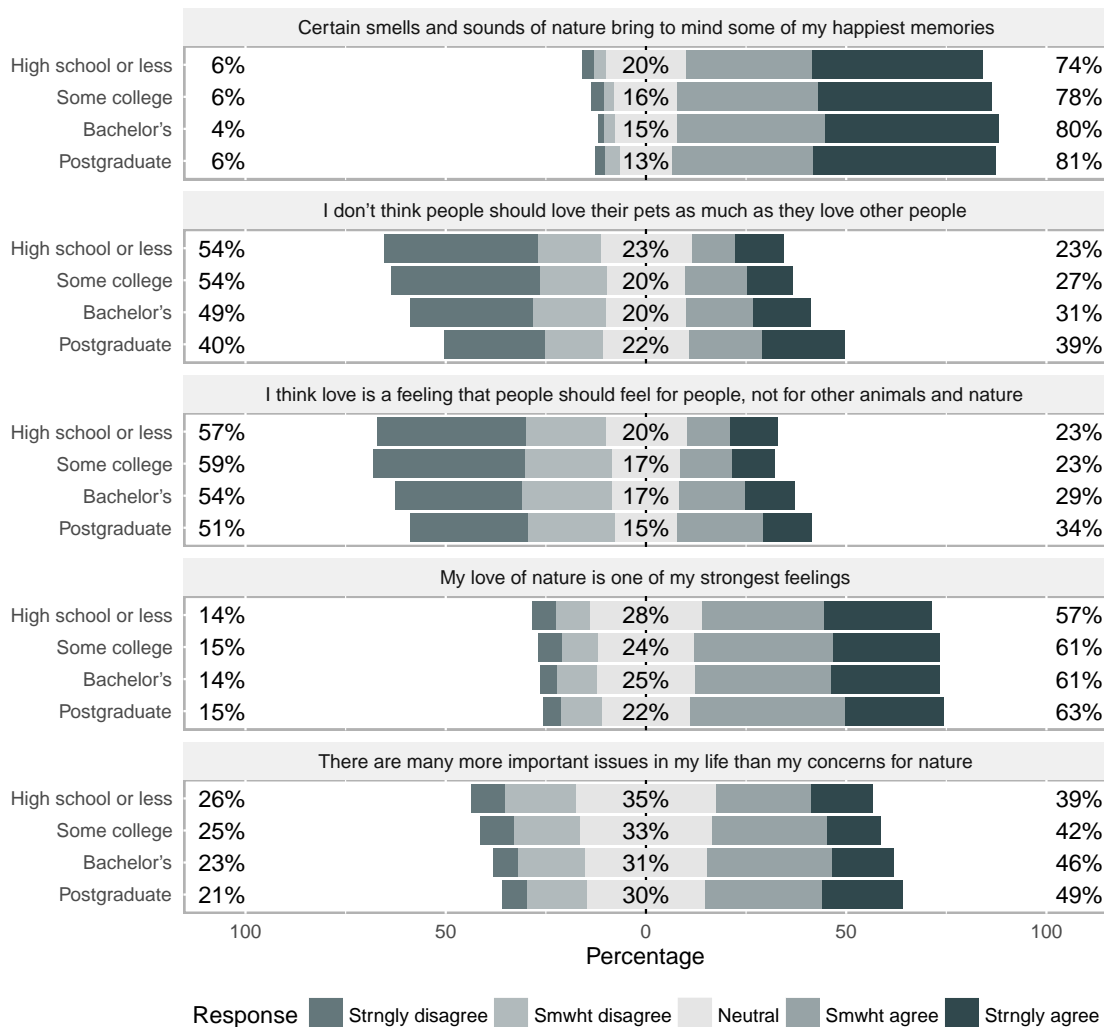 Certain smells and sounds of nature bring to mind some of my happiest memories
High school or less 6% 20% 74%
Some college 6% 16% 78%
Bachelor's 4% 15% 80%
Postgraduate 6% 13% 81%
I don't think people should love their pets as much as they love other people
High school or less 54% 23% 23%
Some college 54% 20% 27%
Bachelor's 49% 20% 31%
Postgraduate 40% 22% 39%
I think love is a feeling that people should feel for people, not for other animals and nature
High school or less 57% 20% 23%
Some college 59% 17% 23%
Bachelor's 54% 17% 29%
Postgraduate 51% 15% 34%
My love of nature is one of my strongest feelings
High school or less 14% 28% 57%
Some college 15% 24% 61%
Bachelor's 14% 25% 61%
Postgraduate 15% 22% 63%
There are many more important issues in my life than my concerns for nature
High school or less 26% 35% 39%
Some college 25% 33% 42%
Bachelor's 23% 31% 46%
Postgraduate 21% 30% 49%
100 50 0 50 100
Percentage
Response Strngly disagree Smwht disagree Neutral Smwht agree Strngly agree